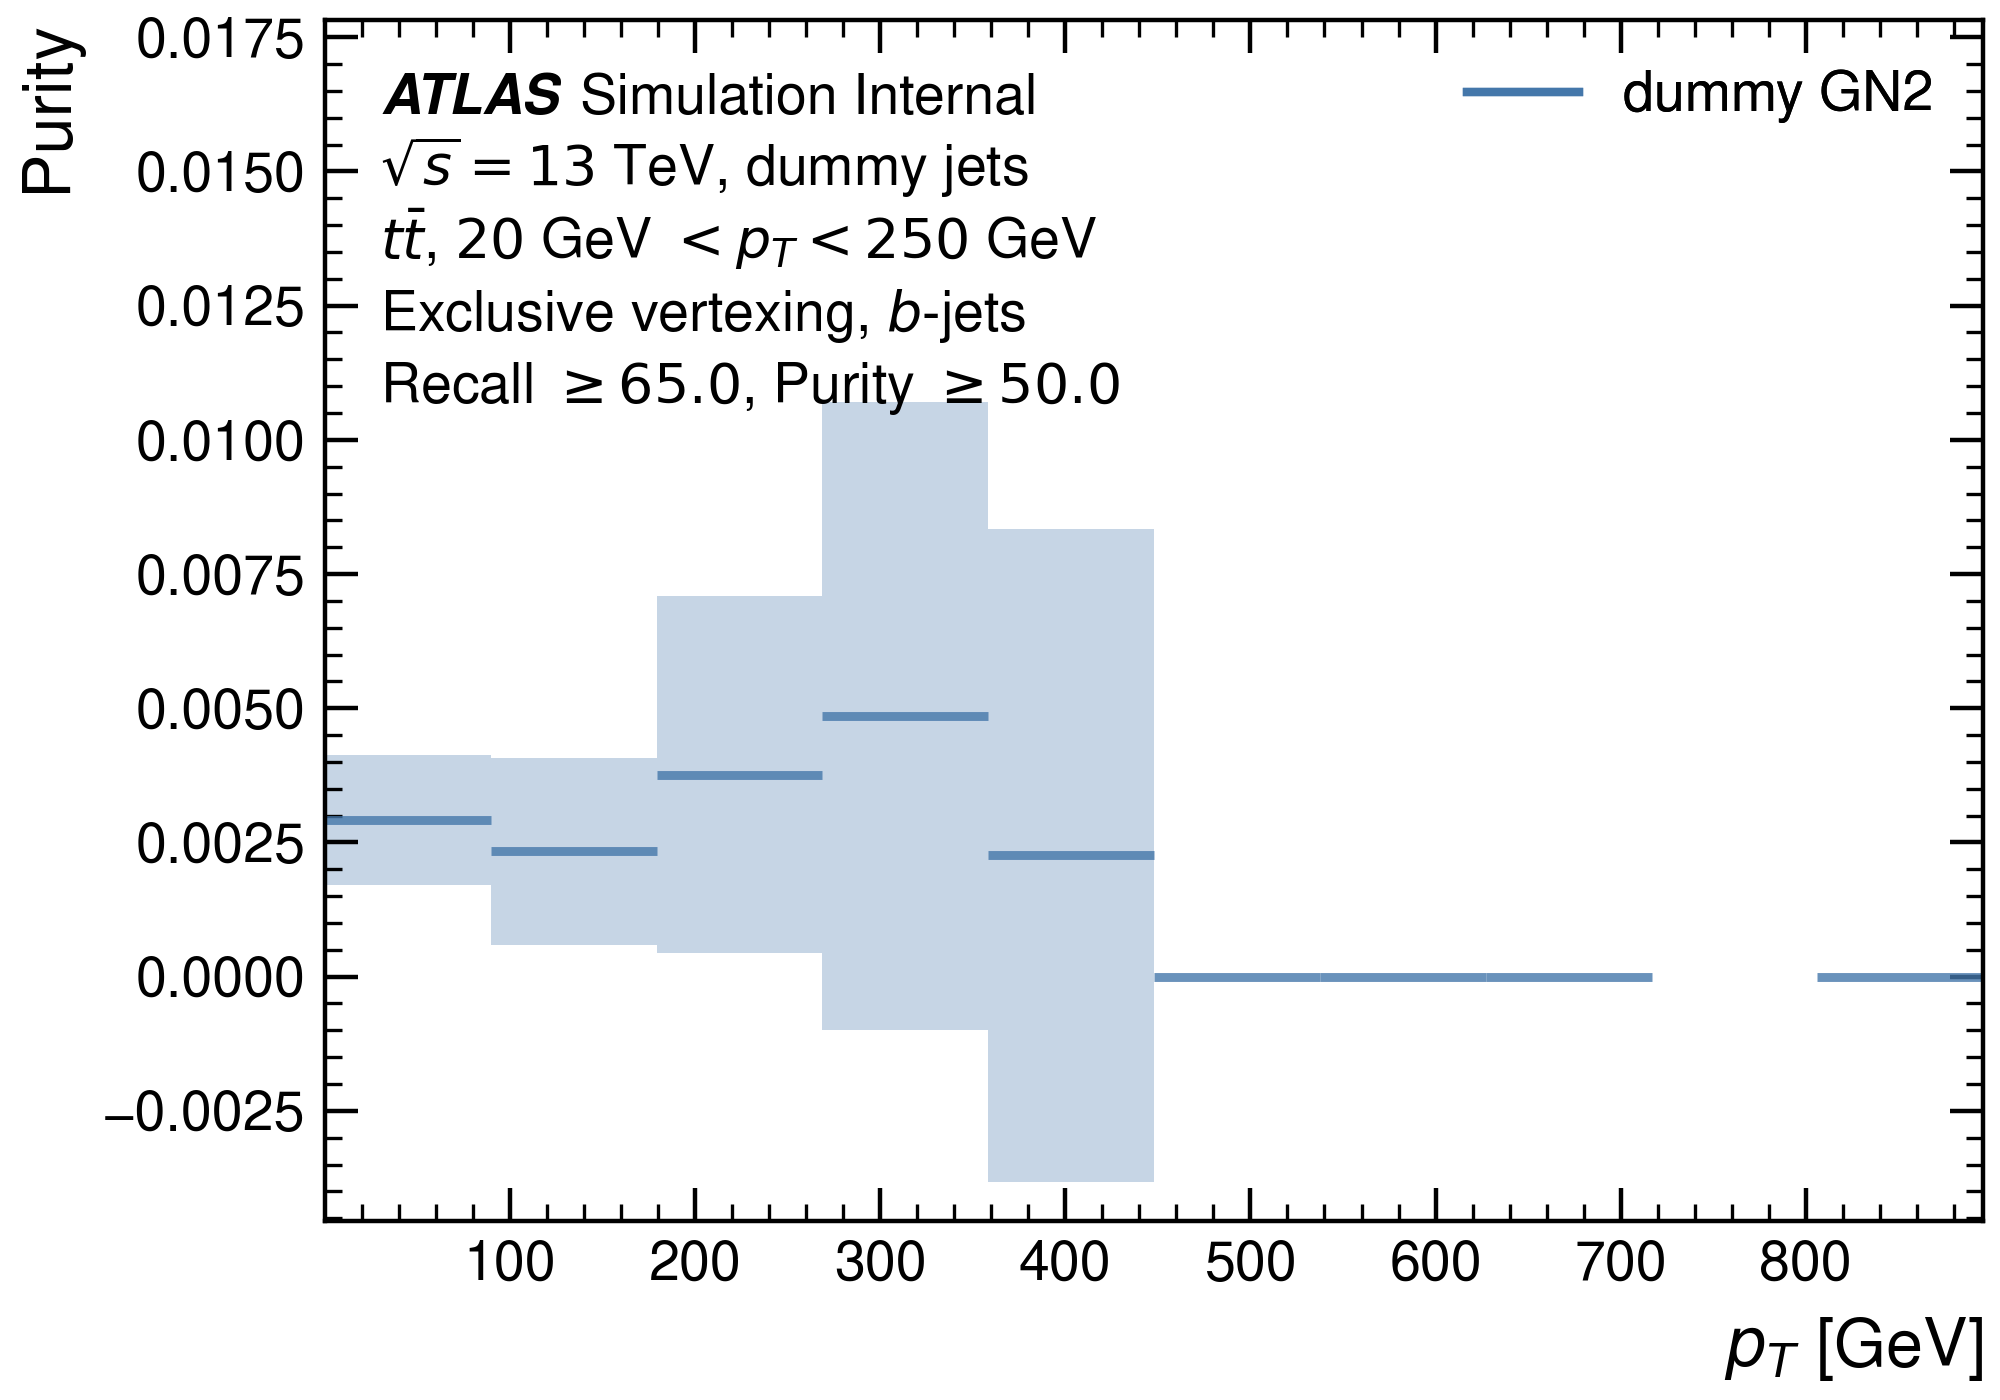 Purity
0.0175
0.0150
0.0125
0.0100
0.0075
0.0050
0.0025
0.0000
−0.0025
ATLAS Simulation Internal
√s = 13 TeV, dummy jets
tt̄, 20 GeV < p_T < 250 GeV
Exclusive vertexing, b-jets
Recall ≥ 65.0, Purity ≥ 50.0
dummy GN2
100 200 300 400 500 600 700 800
p_T [GeV]